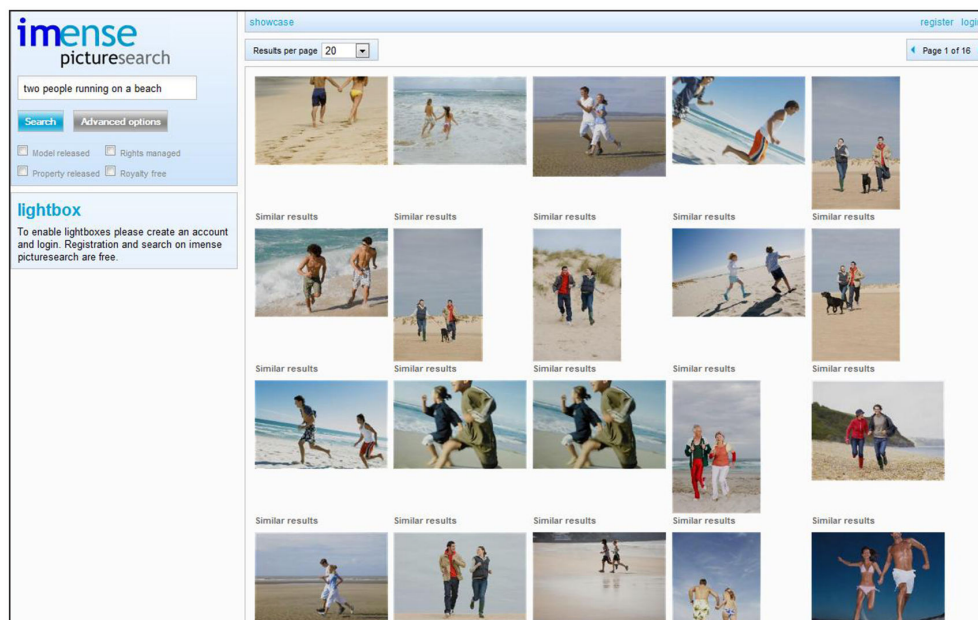 imense
picturesearch
two people running on a beach
Search Advanced options
Model released Rights managed
Property released Royalty free
lightbox
To enable lightboxes please create an account
and login. Registration and search on imense
picturesearch are free.
showcase register
Results per page 20 Page 1 of 16
Similar results Similar results Similar results Similar results Similar results
Similar results Similar results Similar results Similar results Similar results
Similar results Similar results Similar results Similar results Similar results